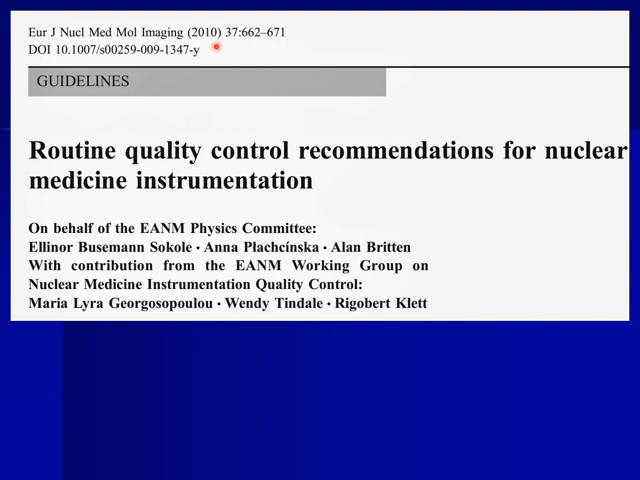 Eur J Nucl Med Mol Imaging (2010) 37:662–671
DOI 10.1007/s00259-009-1347-y
GUIDELINES
Routine quality control recommendations for nuclear
medicine instrumentation
On behalf of the EANM Physics Committee:
Ellinor Busemann Sokole • Anna Płachcínska • Alan Britten
With contribution from the EANM Working Group on
Nuclear Medicine Instrumentation Quality Control:
Maria Lyra Georgosopoulou • Wendy Tindale • Rigobert Klett